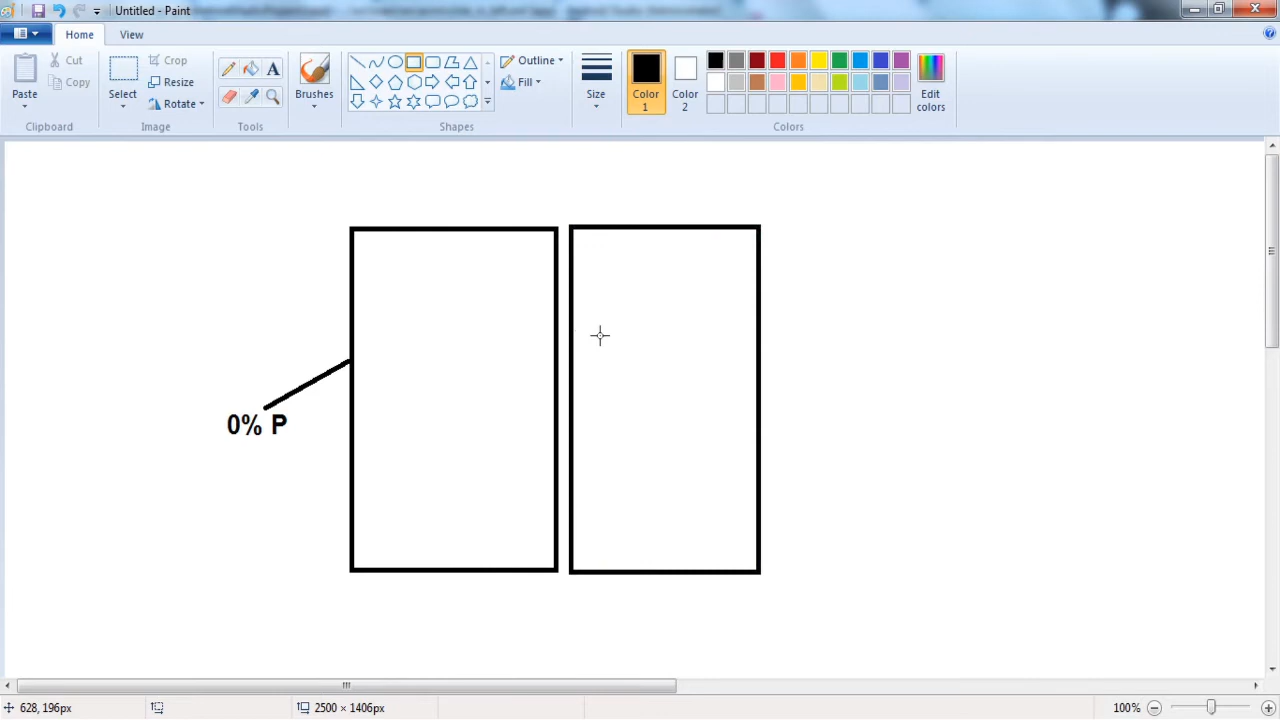 Untitled - Paint
Home
View
Paste
Cut
Copy
Clipboard
Select
Crop
Resize
Rotate
Image
A
Tools
Brushes
Shapes
Outline
Fill
Size
Color
1
Color
2
Edit
colors
Colors
0% P
628, 196px
2500 × 1406px
100%